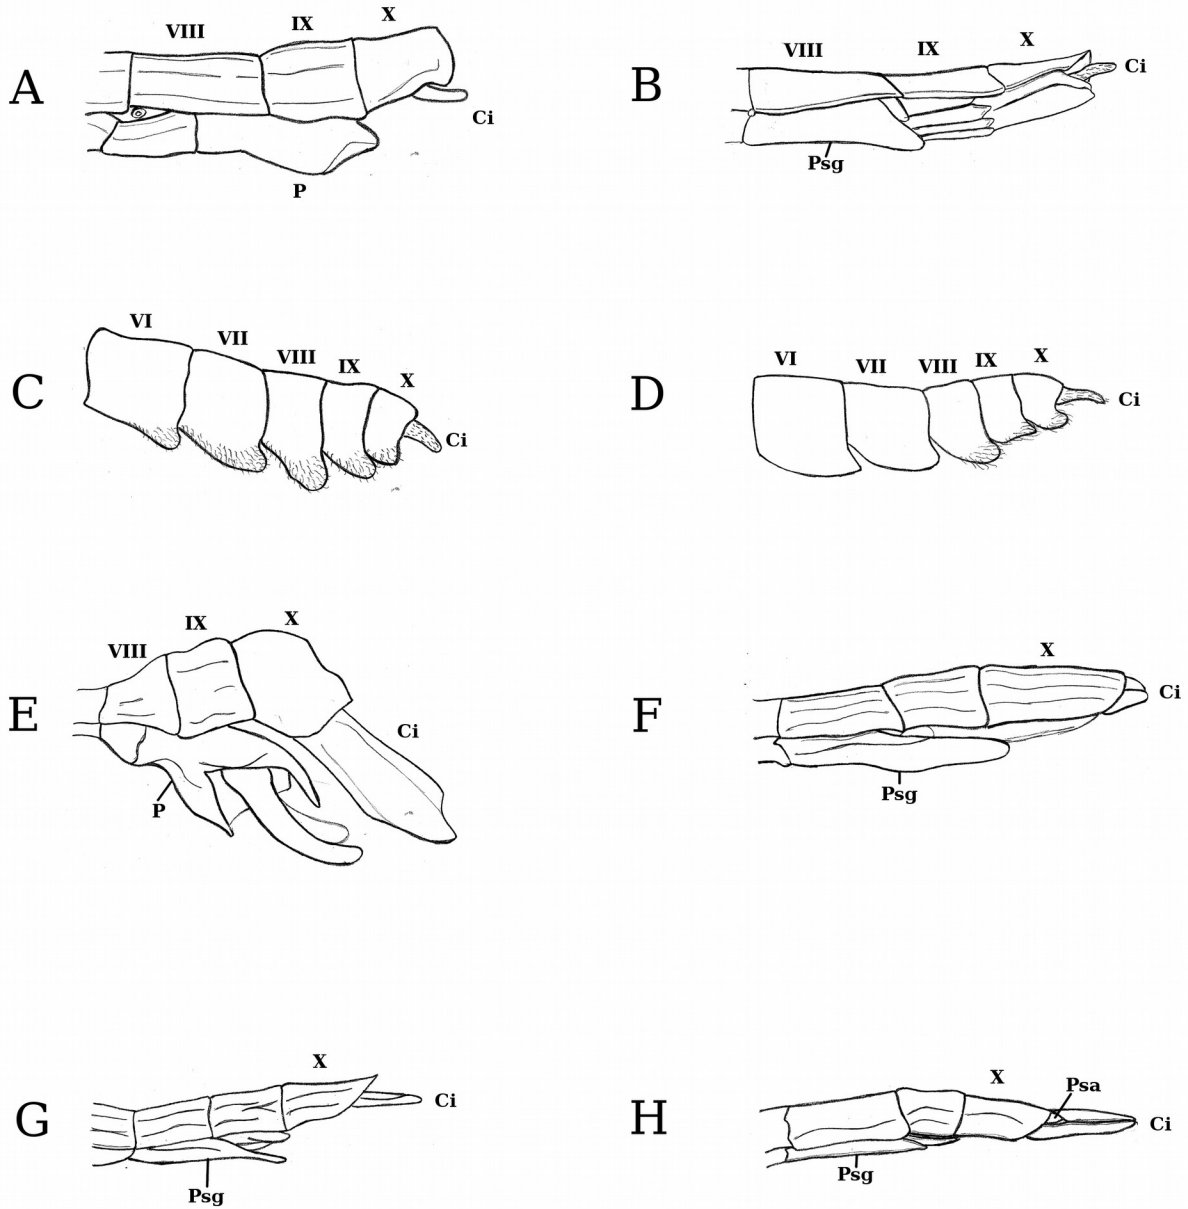 A
VIII IX X
Ci
P
B
VIII IX X
Ci
Psg
C
VI VII VIII IX X
Ci
D
VI VII VIII IX X
Ci
E
VIII IX X
Ci
P
F
X
Ci
Psg
G
X
Ci
Psg
H
X
Psa
Ci
Psg